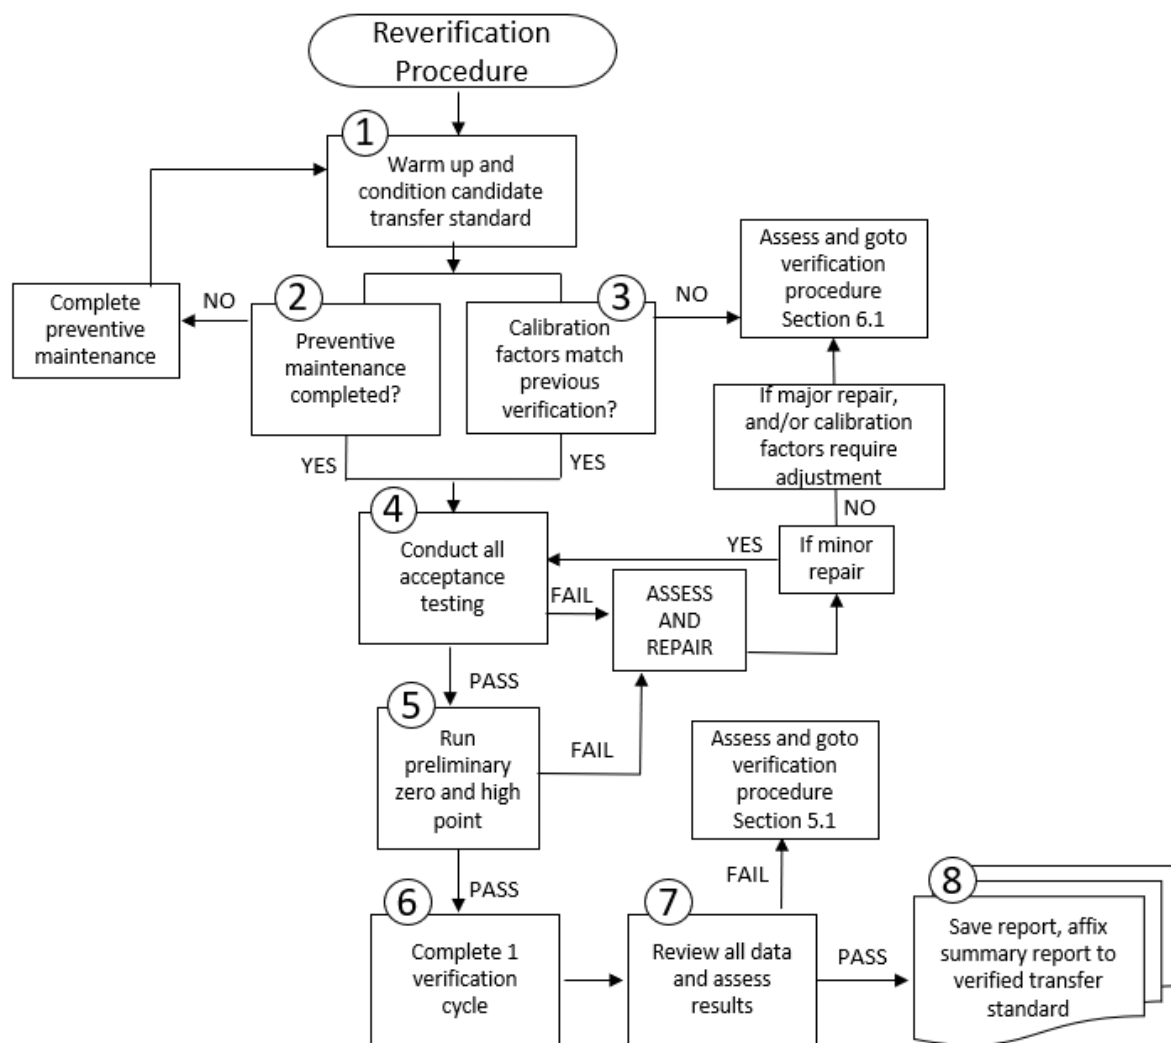 Reverification
Procedure
1
Warm up and
condition candidate
transfer standard
Complete
preventive
maintenance
NO
2
Preventive
maintenance
completed?
3
Calibration
factors match
previous
verification?
NO
Assess and goto
verification
procedure
Section 6.1
If major repair,
and/or calibration
factors require
adjustment
YES
YES
NO
4
Conduct all
acceptance
testing
YES
If minor
repair
FAIL
ASSESS
AND
REPAIR
PASS
5
Run
preliminary
zero and high
point
FAIL
Assess and goto
verification
procedure
Section 5.1
PASS
FAIL
6
Complete 1
verification
cycle
7
Review all data
and assess
results
PASS
8
Save report, affix
summary report to
verified transfer
standard